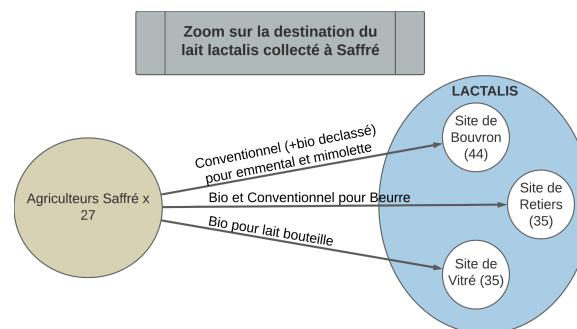 Zoom sur la destination du
lait lactalis collecté à Saffré
LACTALIS
Conventionnel (+bio declassé)
pour emmental et mimolette
Site de
Bouvron
(44)
Agriculteurs Saffré x
27
Bio et Conventionnel pour Beurre
Site de
Retiers
(35)
Bio pour lait bouteille
Site de
Vitré (35)